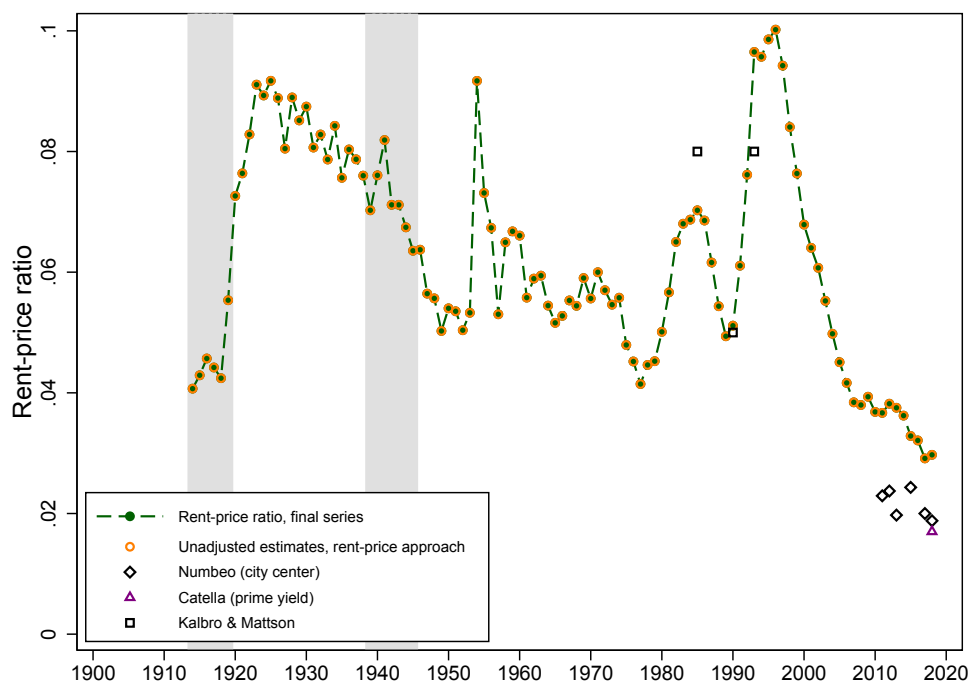 Rent-price ratio
.1
.08
.06
.04
.02
0
Rent-price ratio, final series
Unadjusted estimates, rent-price approach
Numbeo (city center)
Catella (prime yield)
Kalbro & Mattson
1900 1910 1920 1930 1940 1950 1960 1970 1980 1990 2000 2010 2020